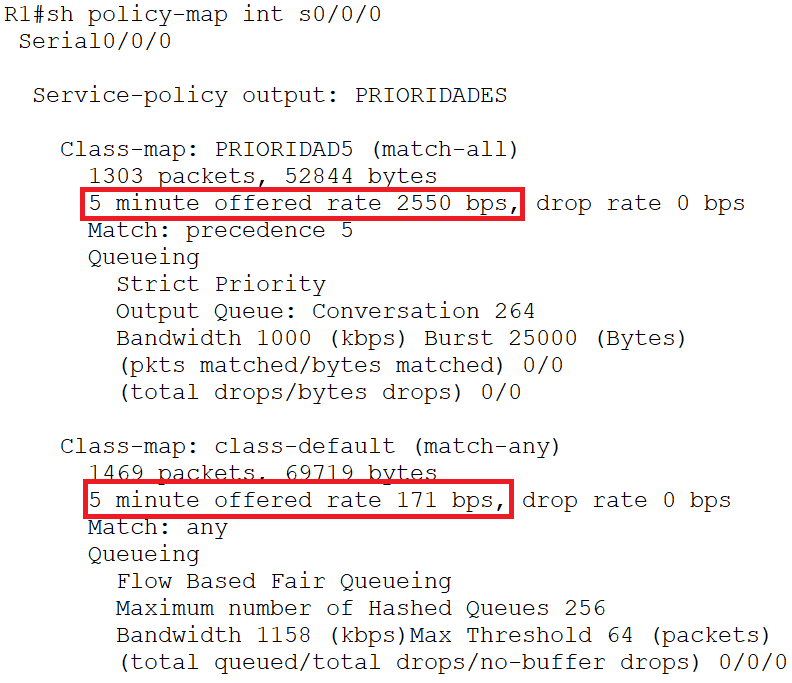 R1#sh policy-map int s0/0/0
Serial0/0/0
Service-policy output: PRIORIDADES
Class-map: PRIORIDAD5 (match-all)
1303 packets, 52844 bytes
5 minute offered rate 2550 bps, drop rate 0 bps
Match: precedence 5
Queueing
Strict Priority
Output Queue: Conversation 264
Bandwidth 1000 (kbps) Burst 25000 (Bytes)
(pkts matched/bytes matched) 0/0
(total drops/bytes drops) 0/0
Class-map: class-default (match-any)
1469 packets, 69719 bytes
5 minute offered rate 171 bps, drop rate 0 bps
Match: any
Queueing
Flow Based Fair Queueing
Maximum number of Hashed Queues 256
Bandwidth 1158 (kbps)Max Threshold 64 (packets)
(total queued/total drops/no-buffer drops) 0/0/0